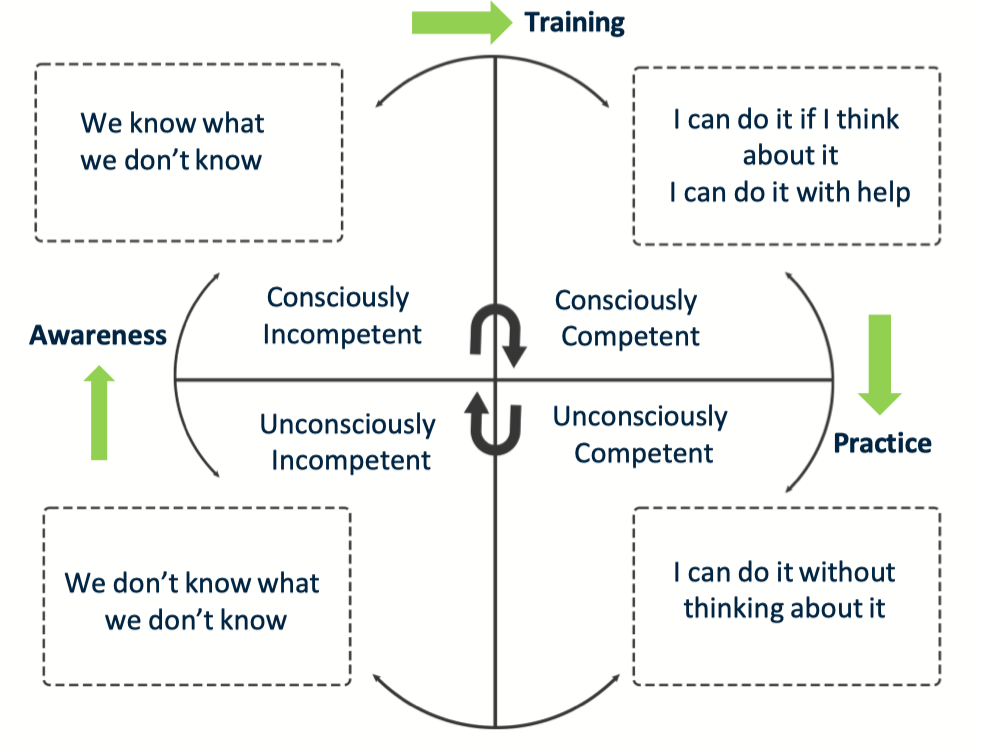 Training
We know what
we don't know
I can do it if I think
about it
I can do it with help
Consciously
Incompetent
Consciously
Competent
Awareness
Unconsciously
Incompetent
Unconsciously
Competent
Practice
We don't know what
we don't know
I can do it without
thinking about it